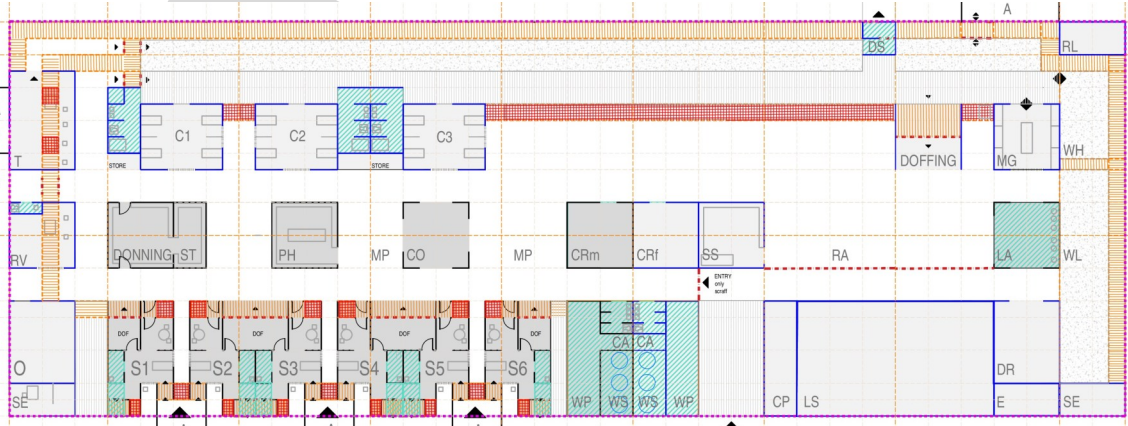 A
DS
RL
C1
C2
C3
T
STORE
STORE
DOFFING
MG
WH
RV
DONNING
ST
PH
MP
CO
MP
CRm
CRf
SS
RA
LA
WL
ENTRY
only
scraff
DOF
DOF
DOF
DOF
O
S1
S2
S3
S4
S5
S6
CA
CA
DR
SE
WP
WS
WS
WP
CP
LS
E
SE